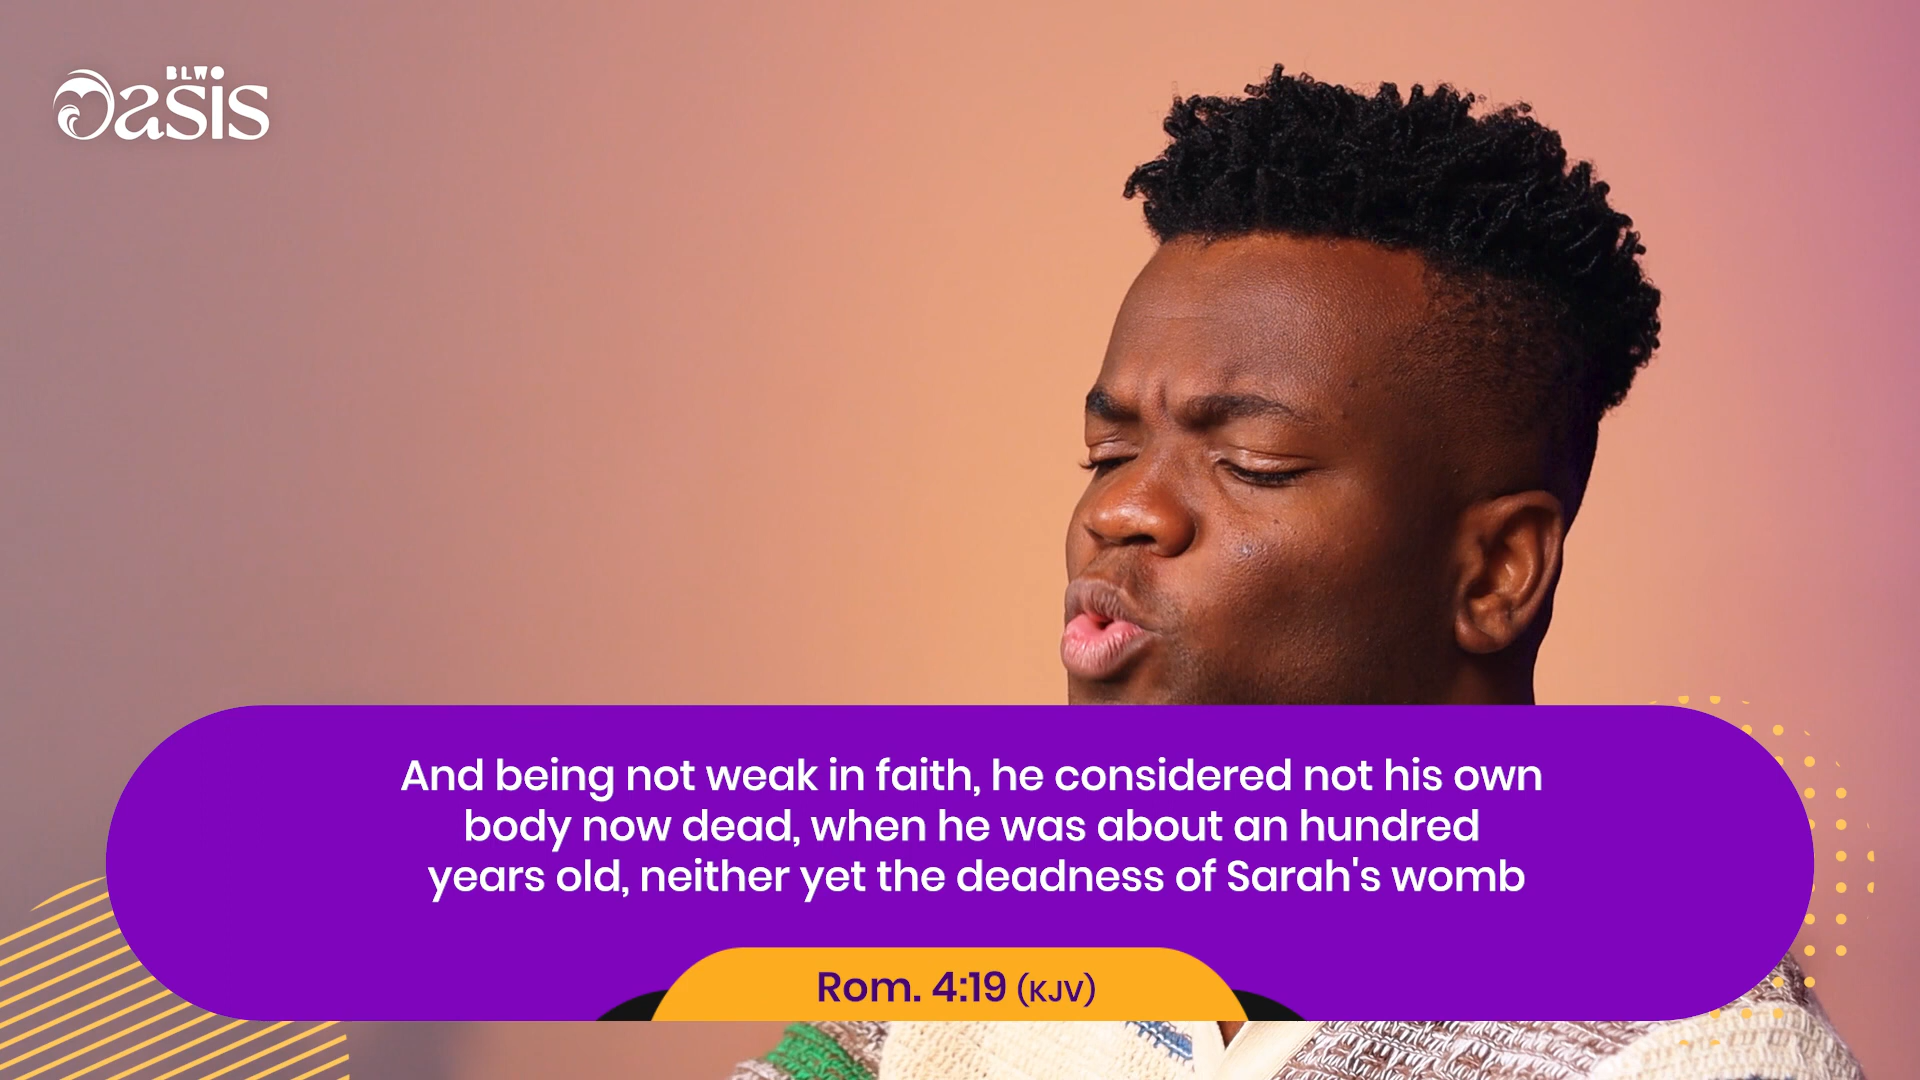 BLWO
Oasis
And being not weak in faith, he considered not his own
body now dead, when he was about an hundred
years old, neither yet the deadness of Sarah's womb
Rom. 4:19 (KJV)